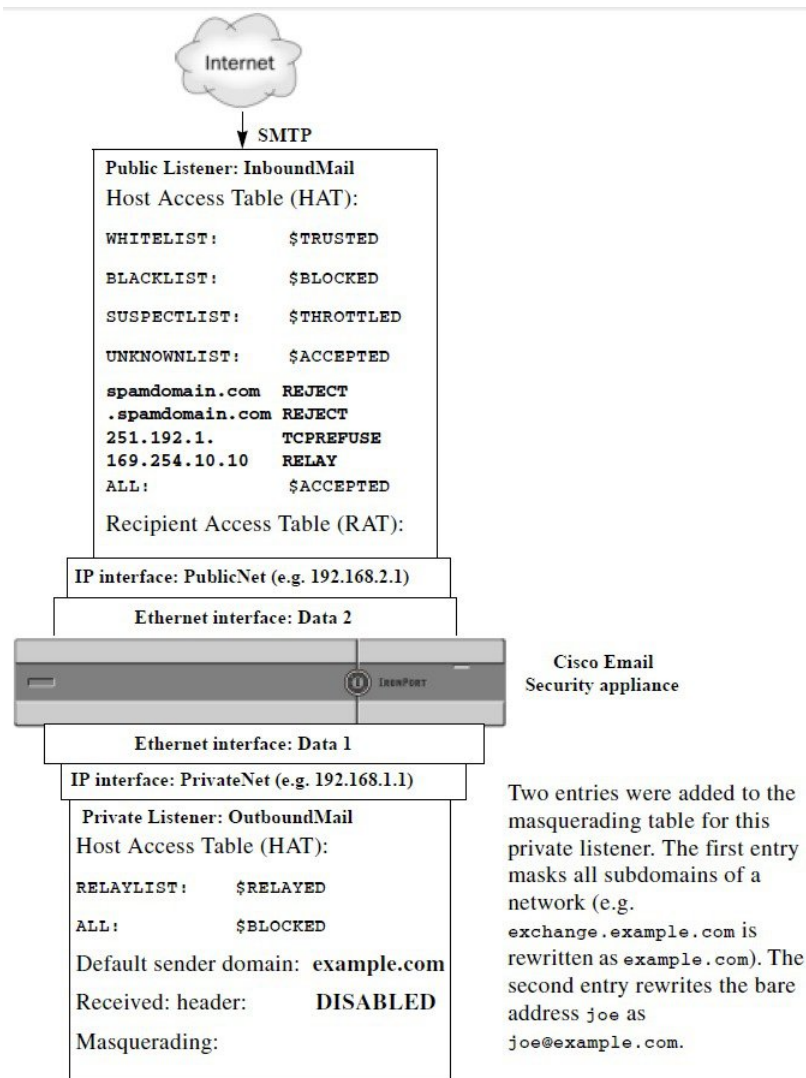 Internet
SMTP
Public Listener: InboundMail
Host Access Table (HAT):
WHITELIST: $TRUSTED
BLACKLIST: $BLOCKED
SUSPECTLIST: $THROTTLED
UNKNOWNLIST: $ACCEPTED
spamdomain.com REJECT
.spamdomain.com REJECT
251.192.1. TCPREFUSE
169.254.10.10 RELAY
ALL: $ACCEPTED
Recipient Access Table (RAT):
IP interface: PublicNet (e.g. 192.168.2.1)
Ethernet interface: Data 2
IRONPORT
Cisco Email
Security appliance
Ethernet interface: Data 1
IP interface: PrivateNet (e.g. 192.168.1.1)
Private Listener: OutboundMail
Host Access Table (HAT):
RELAYLIST: $RELAYED
ALL: $BLOCKED
Default sender domain: example.com
Received: header: DISABLED
Masquerading:
Two entries were added to the
masquerading table for this
private listener. The first entry
masks all subdomains of a
network (e.g.
exchange.example.com is
rewritten as example.com). The
second entry rewrites the bare
address joe as
joe@example.com.